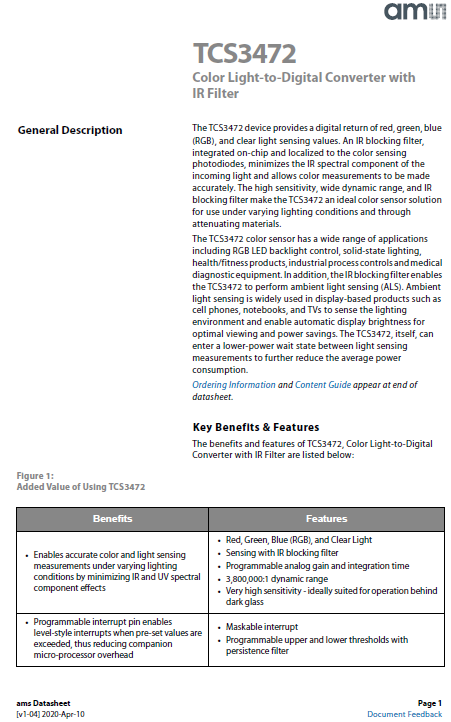 amu
TCS3472
Color Light-to-Digital Converter with
IR Filter
General Description
The TCS3472 device provides a digital return of red, green, blue
(RGB), and clear light sensing values. An IR blocking filter,
integrated on-chip and localized to the color sensing
photodiodes, minimizes the IR spectral component of the
incoming light and allows color measurements to be made
accurately. The high sensitivity, wide dynamic range, and IR
blocking filter make the TCS3472 an ideal color sensor solution
for use under varying lighting conditions and through
attenuating materials.
The TCS3472 color sensor has a wide range of applications
including RGB LED backlight control, solid-state lighting,
health/fitness products, industrial process controls and medical
diagnostic equipment. In addition, the IR blocking filter enables
the TCS3472 to perform ambient light sensing (ALS). Ambient
light sensing is widely used in display-based products such as
cell phones, notebooks, and TVs to sense the lighting
environment and enable automatic display brightness for
optimal viewing and power savings. The TCS3472, itself, can
enter a lower-power wait state between light sensing
measurements to further reduce the average power
consumption.
Ordering Information and Content Guide appear at end of
datasheet.
Key Benefits & Features
The benefits and features of TCS3472, Color Light-to-Digital
Converter with IR Filter are listed below:
Figure 1:
Added Value of Using TCS3472
Benefits
Features
• Enables accurate color and light sensing
measurements under varying lighting
conditions by minimizing IR and UV spectral
component effects
• Red, Green, Blue (RGB), and Clear Light
• Sensing with IR blocking filter
• Programmable analog gain and integration time
• 3,800,000:1 dynamic range
• Very high sensitivity - ideally suited for operation behind
dark glass
• Programmable interrupt pin enables
level-style interrupts when pre-set values are
exceeded, thus reducing companion
micro-processor overhead
• Maskable interrupt
• Programmable upper and lower thresholds with
persistence filter
ams Datasheet
[v1-04] 2020-Apr-10
Page 1
Document Feedback